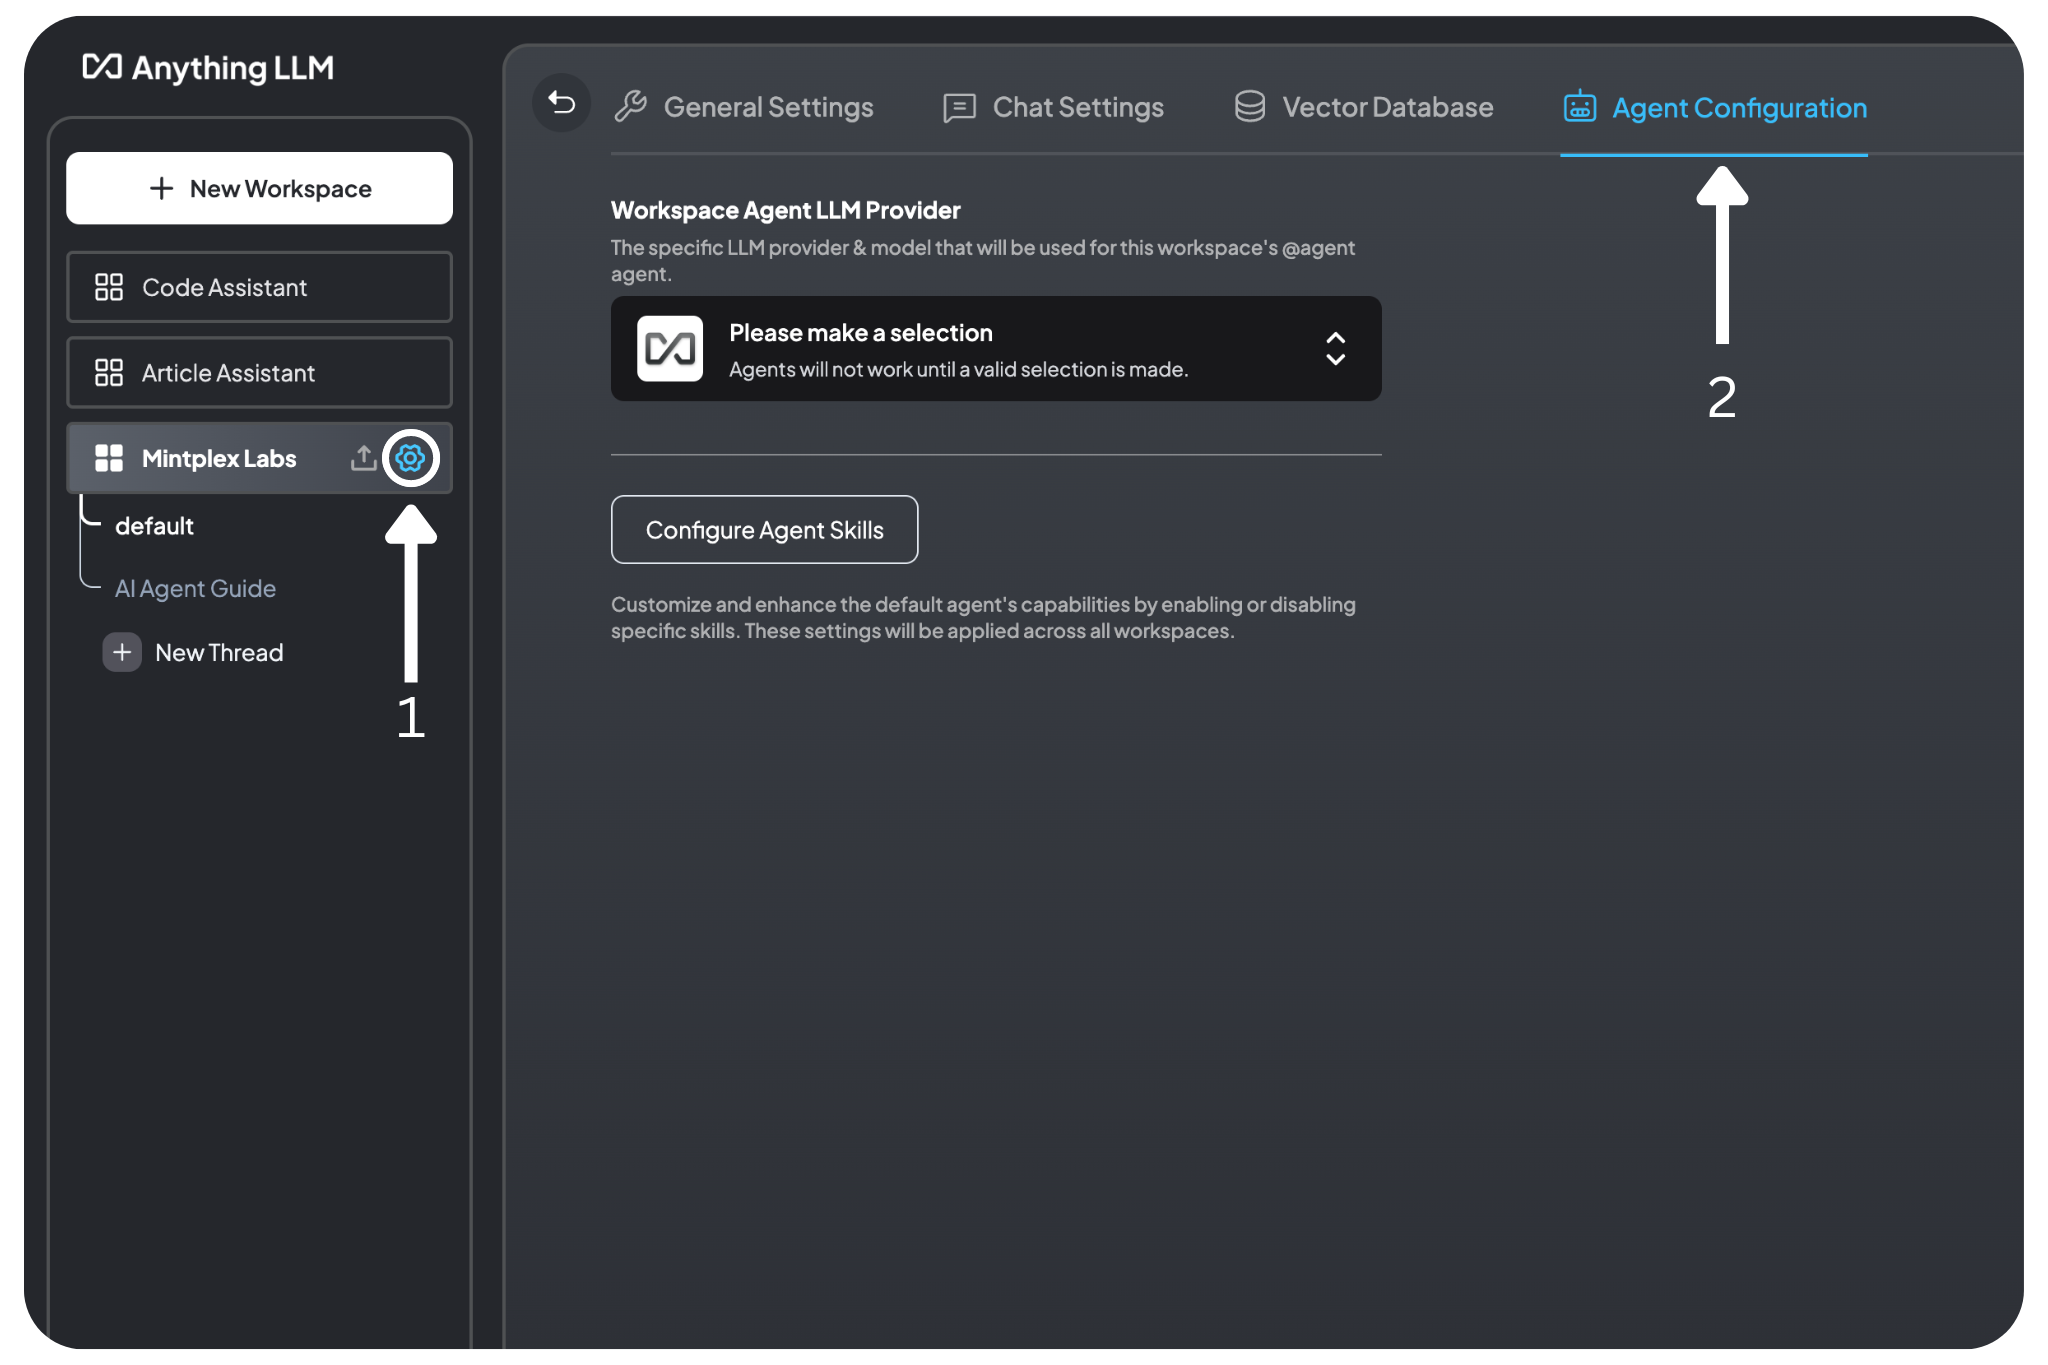 Anything LLM
New Workspace
Code Assistant
Article Assistant
Mintplex Labs
default
AI Agent Guide
New Thread
1
General Settings
Chat Settings
Vector Database
Agent Configuration
2
Workspace Agent LLM Provider
The specific LLM provider & model that will be used for this workspace's @agent
agent.
Please make a selection
Agents will not work until a valid selection is made.
Configure Agent Skills
Customize and enhance the default agent's capabilities by enabling or disabling
specific skills. These settings will be applied across all workspaces.